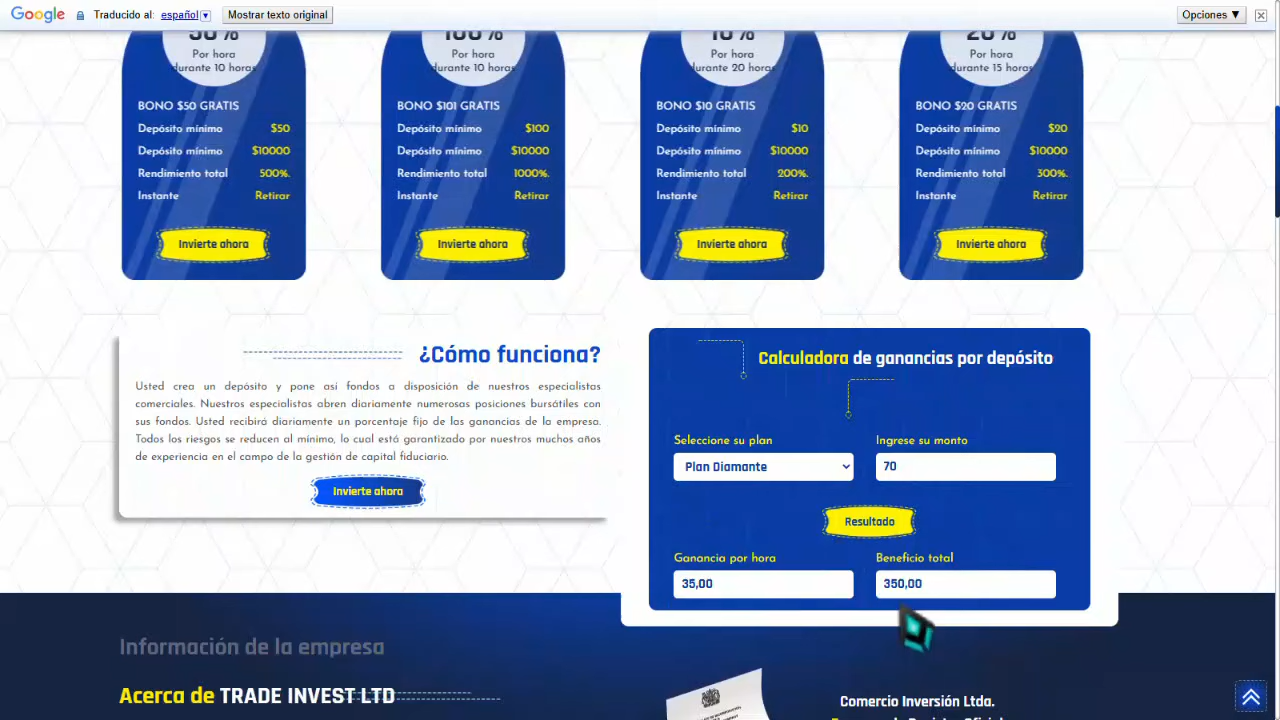 Google Traducido al: español Mostrar texto original Opciones ▼
50% 100% 10% 20%
Por hora Por hora Por hora Por hora
durante 10 horas durante 10 horas durante 20 horas durante 15 horas
BONO $50 GRATIS BONO $101 GRATIS BONO $10 GRATIS BONO $20 GRATIS
Depósito mínimo $50 Depósito mínimo $100 Depósito mínimo $10 Depósito mínimo $20
Depósito mínimo $10000 Depósito mínimo $10000 Depósito mínimo $10000 Depósito mínimo $10000
Rendimiento total 500%. Rendimiento total 1000%. Rendimiento total 200%. Rendimiento total 300%.
Instante Retirar Instante Retirar Instante Retirar Instante Retirar
Invierte ahora Invierte ahora Invierte ahora Invierte ahora
¿Cómo funciona?
Usted crea un depósito y pone así fondos a disposición de nuestros especialistas
comerciales. Nuestros especialistas abren diariamente numerosas posiciones bursátiles con
sus fondos. Usted recibirá diariamente un porcentaje fijo de las ganancias de la empresa.
Todos los riesgos se reducen al mínimo, lo cual está garantizado por nuestros muchos años
de experiencia en el campo de la gestión de capital fiduciario.
Invierte ahora
Calculadora de ganancias por depósito
Seleccione su plan Ingrese su monto
Plan Diamante 70
Resultado
Ganancia por hora Beneficio total
35,00 350,00
Información de la empresa
Acerca de TRADE INVEST LTD
Comercio Inversión Ltda.